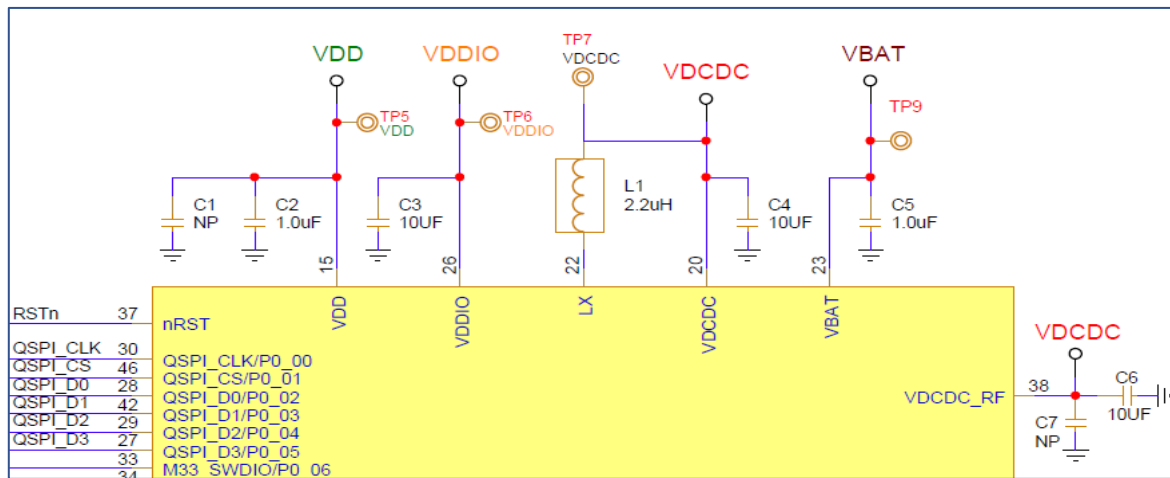 TP7
VDCDC
VDD
VDDIO
VDCDC
VBAT
TP5
VDD
TP6
VDDIO
TP9
C1
NP
C2
1.0uF
C3
10UF
L1
2.2uH
C4
10UF
C5
1.0uF
15
26
22
20
23
VDD
VDDIO
LX
VDCDC
VBAT
RSTn
37
nRST
QSPI_CLK
30
QSPI_CLK/P0_00
QSPI_CS
46
QSPI_CS/P0_01
QSPI_D0
28
QSPI_D0/P0_02
QSPI_D1
42
QSPI_D1/P0_03
QSPI_D2
29
QSPI_D2/P0_04
QSPI_D3
27
QSPI_D3/P0_05
33
M33_SWDIO/P0_06
34
VDCDC
VDCDC_RF
38
C6
10UF
C7
NP